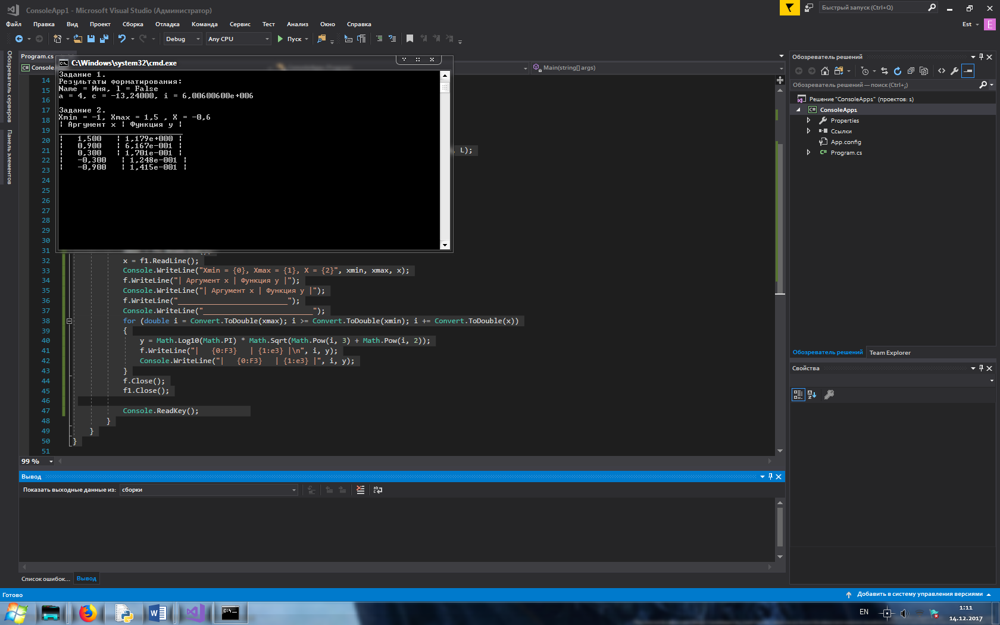 ConsoleApp1 - Microsoft Visual Studio (Администратор)
Быстрый запуск (Ctrl+Q)
Файл Правка Вид Проект Сборка Отладка Команда Сервис Тест Анализ Окно Справка
Est E
Debug Any CPU Пуск
Обозреватель серверов
Панель элементов
Program.cs
C# Console
Main(string[] args)
C:\Windows\system32\cmd.exe
Задание 1.
Результаты форматирования:
Name = Имя, l = False
a = 4, c = -13,24000, i = 6,00600600e+006
Задание 2.
Xmin = -1, Xmax = 1,5 , X = -0,6
¦ Аргумент x ¦ Функция y ¦
___________________________
¦   1,500   ¦ 1,179e+000 ¦
¦   0,900   ¦ 6,167e-001 ¦
¦   0,300   ¦ 1,701e-001 ¦
¦   -0,300   ¦ 1,248e-001 ¦
¦   -0,900   ¦ 1,415e-001 ¦
14
15
16
17
18
19
20
21 L);
22
23
24
25
26
27
28
29
30
31
32 x = f1.ReadLine();
33 Console.WriteLine("Xmin = {0}, Xmax = {1}, X = {2}", xmin, xmax, x);
34 f.WriteLine("| Аргумент x | Функция y |");
35 Console.WriteLine("| Аргумент x | Функция y |");
36 f.WriteLine("__________________________");
37 Console.WriteLine("__________________________");
38 for (double i = Convert.ToDouble(xmax); i >= Convert.ToDouble(xmin); i += Convert.ToDouble(x))
39 {
40 y = Math.Log10(Math.PI) * Math.Sqrt(Math.Pow(i, 3) + Math.Pow(i, 2));
41 f.WriteLine("|   {0:F3}   | {1:e3} |\n", i, y);
42 Console.WriteLine("|   {0:F3}   | {1:e3} |", i, y);
43 }
44 f.Close();
45 f1.Close();
46
47 Console.ReadKey();
48 }
49 }
50 }
51
99 %
Вывод
Показать выходные данные из: сборки
Список ошибок... Вывод
Обозреватель решений
Обозреватель решений — поиск (Ctrl+;)
Решение "ConsoleApp1" (проектов: 1)
C# ConsoleApp1
Properties
Ссылки
App.config
C# Program.cs
Обозреватель решений Team Explorer
Свойства
Готово
Добавить в систему управления версиями
EN
1:11
14.12.2017